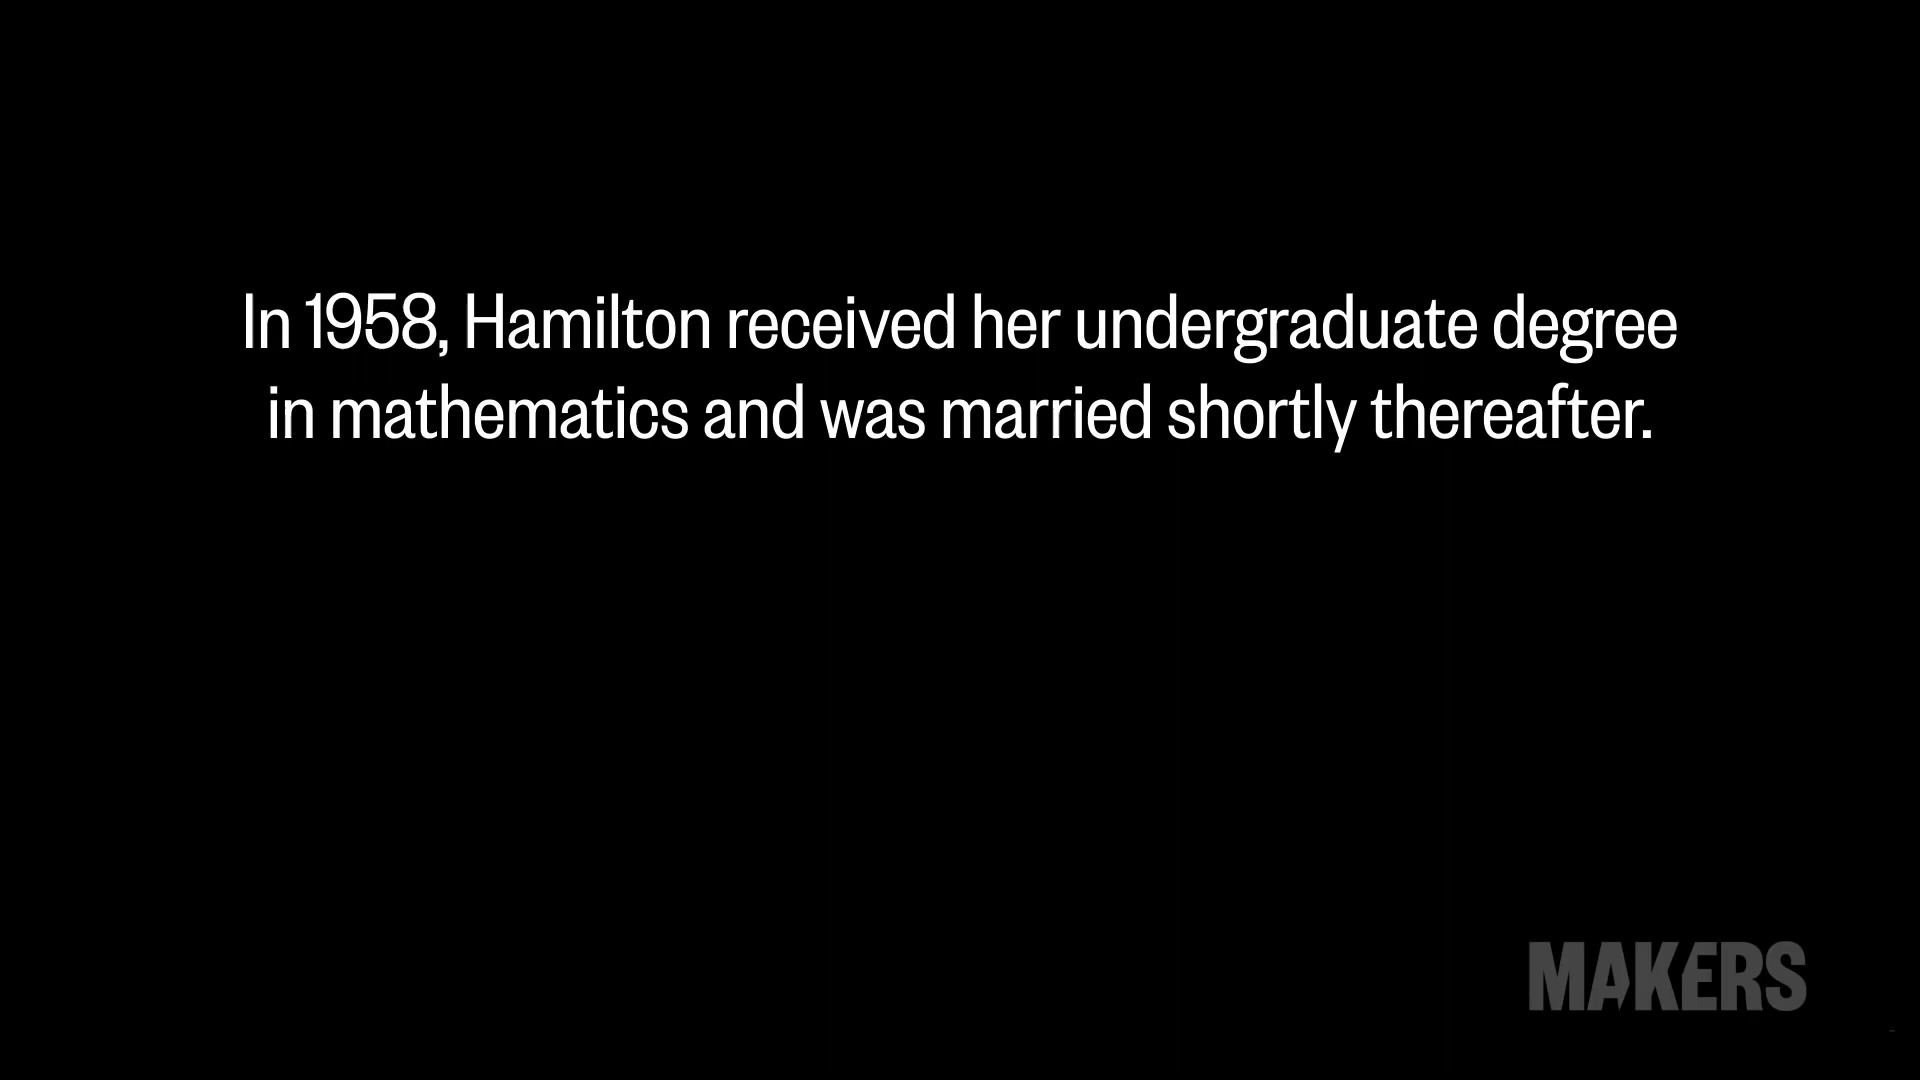 In 1958, Hamilton received her undergraduate degree
in mathematics and was married shortly thereafter.
MAKERS